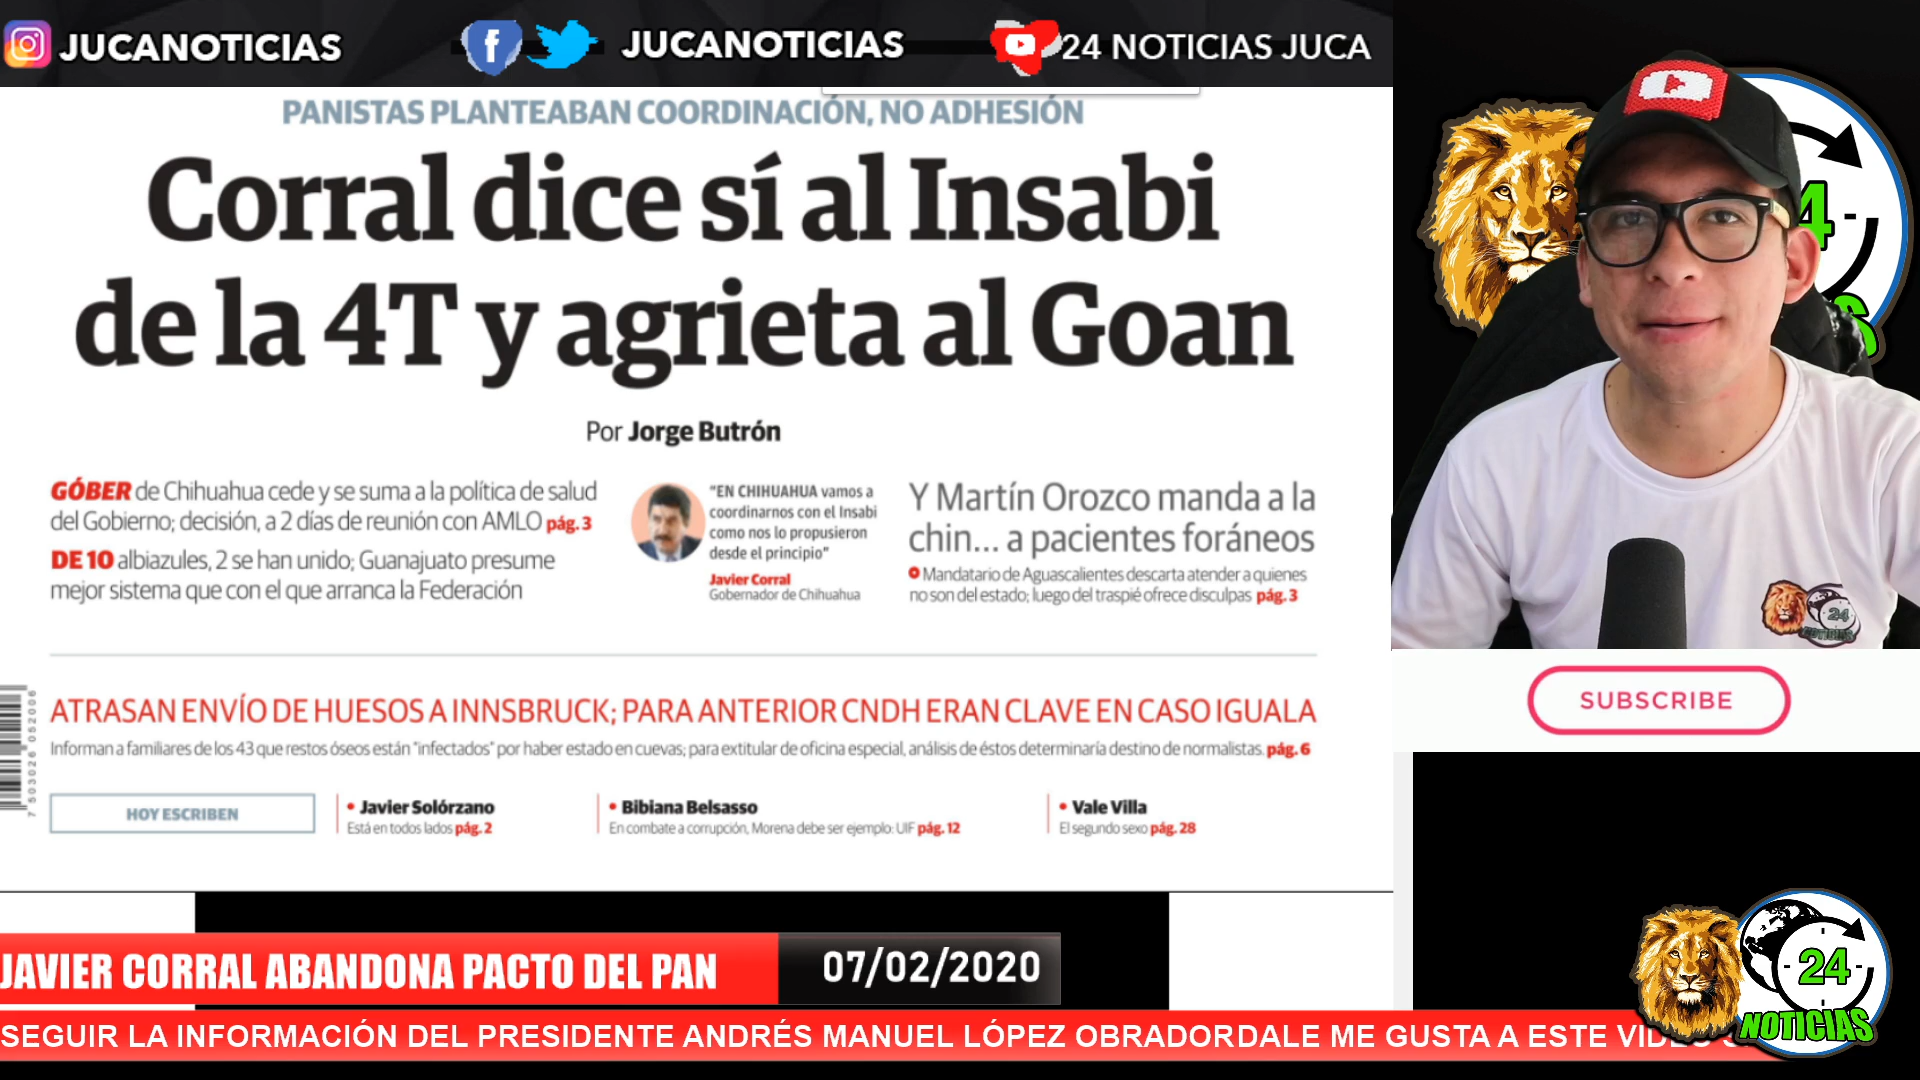 JUCANOTICIAS
JUCANOTICIAS
24 NOTICIAS JUCA
PANISTAS PLANTEABAN COORDINACIÓN, NO ADHESIÓN
Corral dice sí al Insabi
de la 4T y agrieta al Goan
Por Jorge Butrón
GÓBER de Chihuahua cede y se suma a la política de salud
del Gobierno; decisión, a 2 días de reunión con AMLO pág. 3
DE 10 albiazules, 2 se han unido; Guanajuato presume
mejor sistema que con el que arranca la Federación
"EN CHIHUAHUA vamos a
coordinarnos con el Insabi
como nos lo propusieron
desde el principio"
Javier Corral
Gobernador de Chihuahua
Y Martín Orozco manda a la
chin... a pacientes foráneos
Mandatario de Aguascalientes descarta atender a quienes
no son del estado; luego del traspié ofrece disculpas pág. 3
ATRASAN ENVÍO DE HUESOS A INNSBRUCK; PARA ANTERIOR CNDH ERAN CLAVE EN CASO IGUALA
Informan a familiares de los 43 que restos óseos están "infectados" por haber estado en cuevas; para extitular de oficina especial, análisis de éstos determinaría destino de normalistas. pág. 6
7 503026 052006
HOY ESCRIBEN
• Javier Solórzano
Está en todos lados pág. 2
• Bibiana Belsasso
En combate a corrupción, Morena debe ser ejemplo: UIF pág. 12
• Vale Villa
El segundo sexo pág. 28
SUBSCRIBE
24
NOTICIAS
JAVIER CORRAL ABANDONA PACTO DEL PAN
07/02/2020
SEGUIR LA INFORMACIÓN DEL PRESIDENTE ANDRÉS MANUEL LÓPEZ OBRADORDALE ME GUSTA A ESTE
24
NOTICIAS